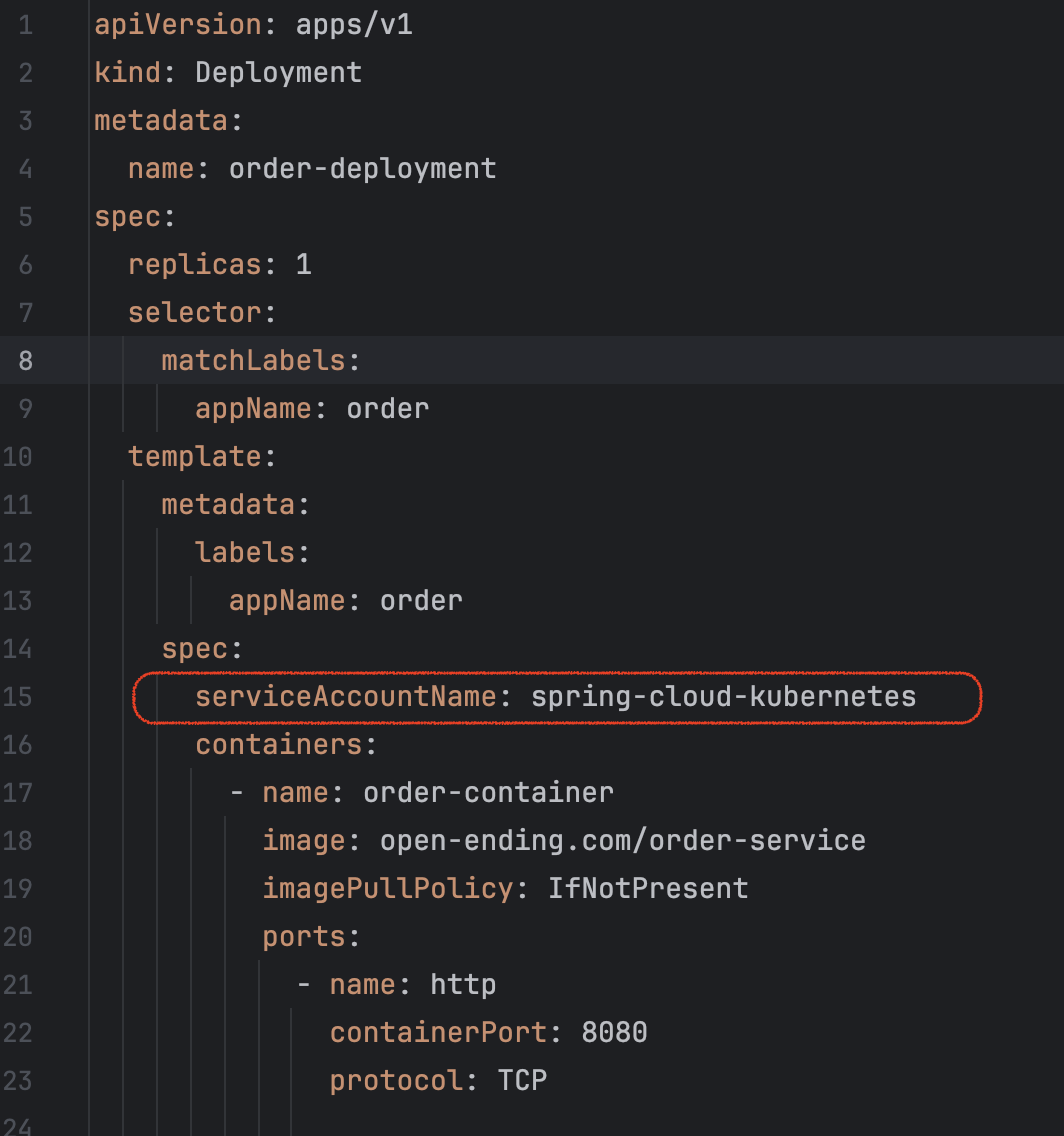 1 apiVersion: apps/v1
2 kind: Deployment
3 metadata:
4   name: order-deployment
5 spec:
6   replicas: 1
7   selector:
8     matchLabels:
9       appName: order
10   template:
11     metadata:
12       labels:
13         appName: order
14     spec:
15       serviceAccountName: spring-cloud-kubernetes
16       containers:
17         - name: order-container
18           image: open-ending.com/order-service
19           imagePullPolicy: IfNotPresent
20           ports:
21             - name: http
22               containerPort: 8080
23               protocol: TCP
24